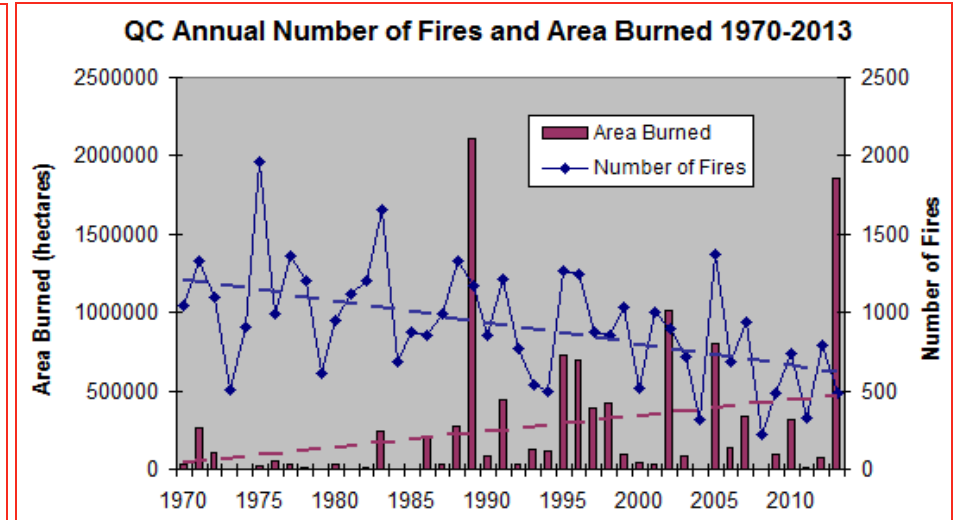 QC Annual Number of Fires and Area Burned 1970-2013
2500000
2000000
1500000
1000000
500000
0
Area Burned (hectares)
Area Burned
Number of Fires
2500
2000
1500
1000
500
0
Number of Fires
1970 1975 1980 1985 1990 1995 2000 2005 2010